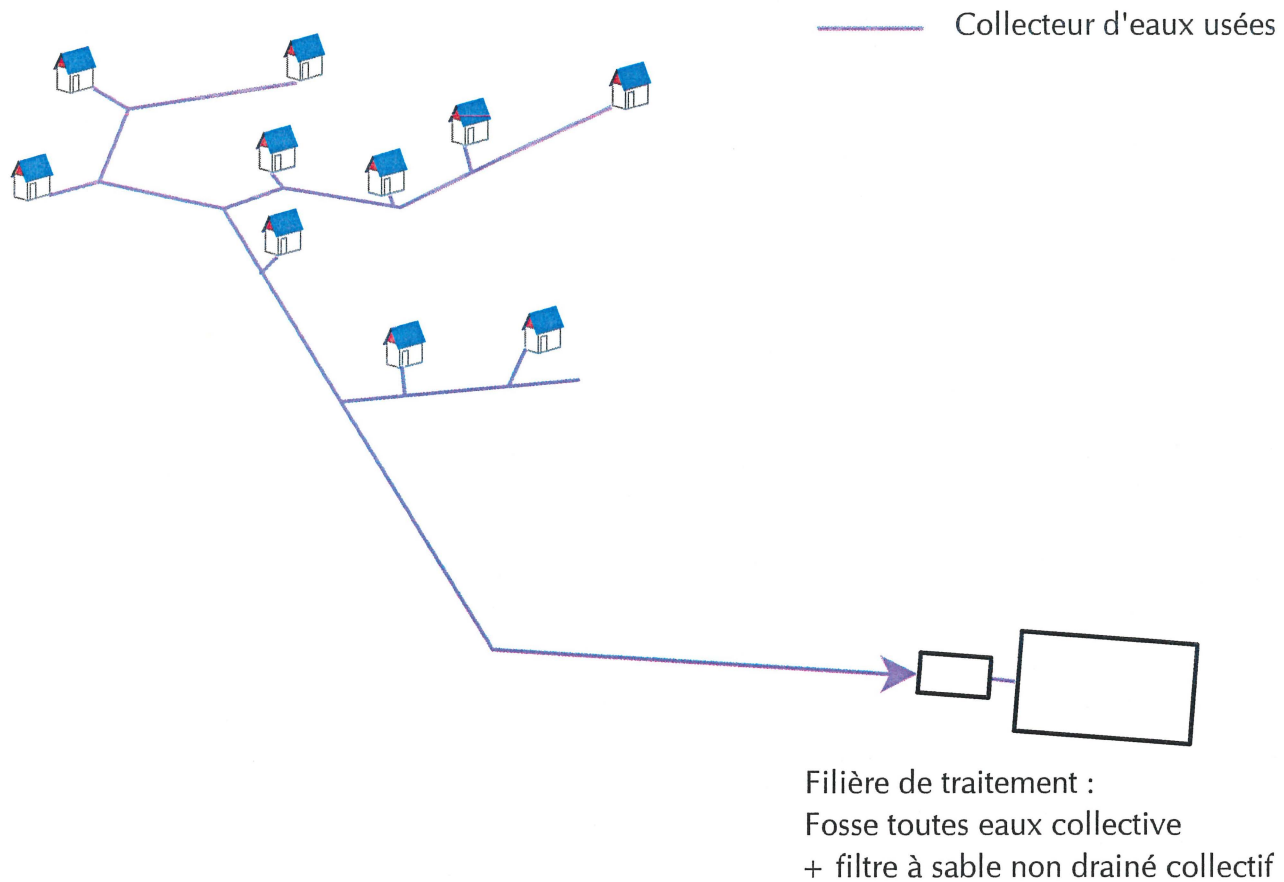 Collecteur d'eaux usées
Filière de traitement :
Fosse toutes eaux collective
+ filtre à sable non drainé collectif